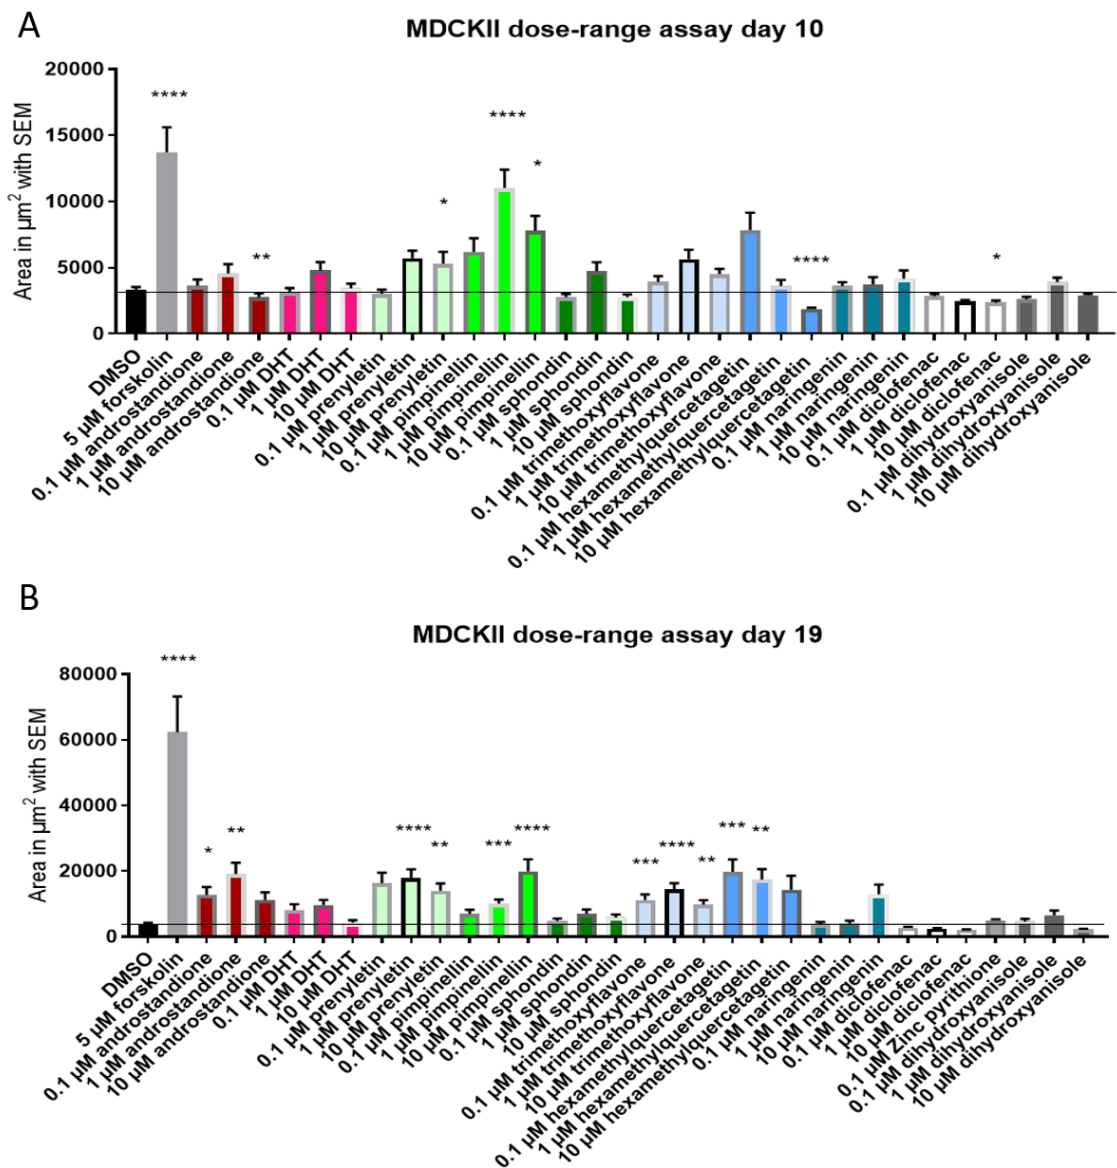 A
MDCKII dose-range assay day 10
Area in µm² with SEM
20000
15000
10000
5000
0
****
**
*
****
*
****
*
DMSO
5 µM forskolin
0.1 µM androstandione
1 µM androstandione
10 µM androstandione
0.1 µM DHT
1 µM DHT
10 µM DHT
0.1 µM prenyletin
1 µM prenyletin
10 µM prenyletin
0.1 µM pimpinellin
1 µM pimpinellin
10 µM pimpinellin
0.1 µM sphondin
1 µM sphondin
10 µM sphondin
0.1 µM trimethoxyflavone
1 µM trimethoxyflavone
10 µM trimethoxyflavone
0.1 µM hexamethylquercetagetin
1 µM hexamethylquercetagetin
10 µM hexamethylquercetagetin
0.1 µM naringenin
1 µM naringenin
10 µM naringenin
0.1 µM diclofenac
1 µM diclofenac
10 µM diclofenac
0.1 µM dihydroxyanisole
1 µM dihydroxyanisole
10 µM dihydroxyanisole
B
MDCKII dose-range assay day 19
Area in µm² with SEM
80000
60000
40000
20000
0
****
*
**
****
**
***
****
***
****
**
***
**
DMSO
5 µM forskolin
0.1 µM androstandione
1 µM androstandione
10 µM androstandione
0.1 µM DHT
1 µM DHT
10 µM DHT
0.1 µM prenyletin
1 µM prenyletin
10 µM prenyletin
0.1 µM pimpinellin
1 µM pimpinellin
10 µM pimpinellin
0.1 µM sphondin
1 µM sphondin
10 µM sphondin
0.1 µM trimethoxyflavone
1 µM trimethoxyflavone
10 µM trimethoxyflavone
0.1 µM hexamethylquercetagetin
1 µM hexamethylquercetagetin
10 µM hexamethylquercetagetin
0.1 µM naringenin
1 µM naringenin
10 µM naringenin
0.1 µM diclofenac
1 µM diclofenac
10 µM diclofenac
0.1 µM Zinc pyrithione
0.1 µM dihydroxyanisole
1 µM dihydroxyanisole
10 µM dihydroxyanisole